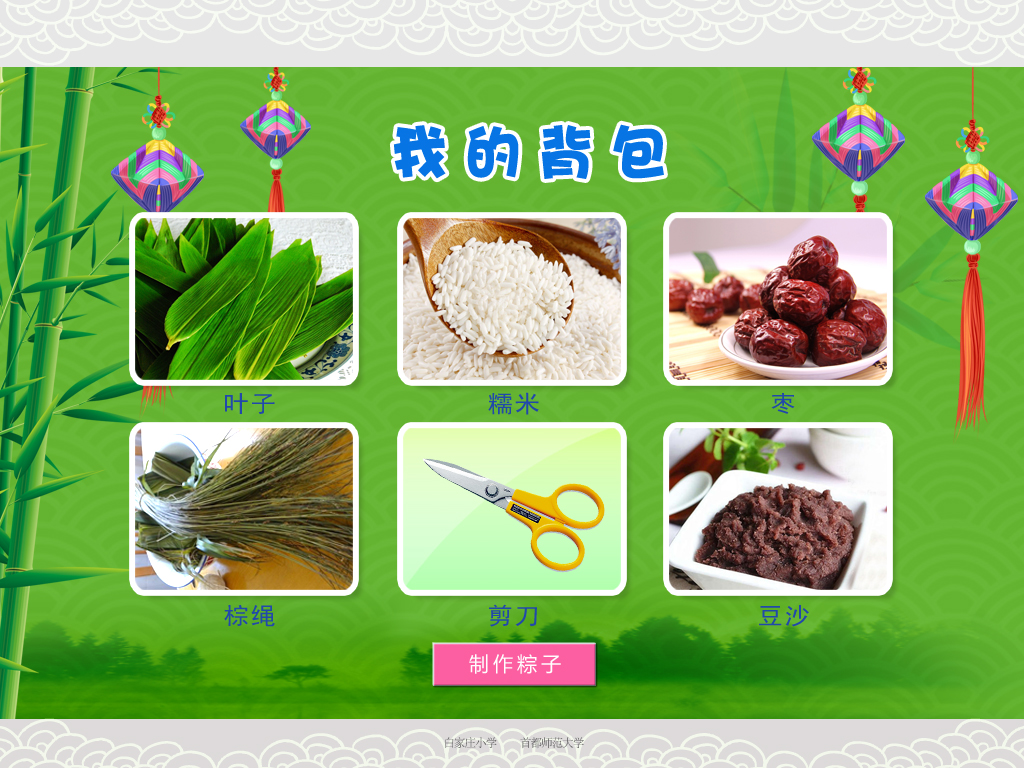 我的背包
叶子 糯米 枣
棕绳 剪刀 豆沙
制作粽子
白家庄小学 首都师范大学